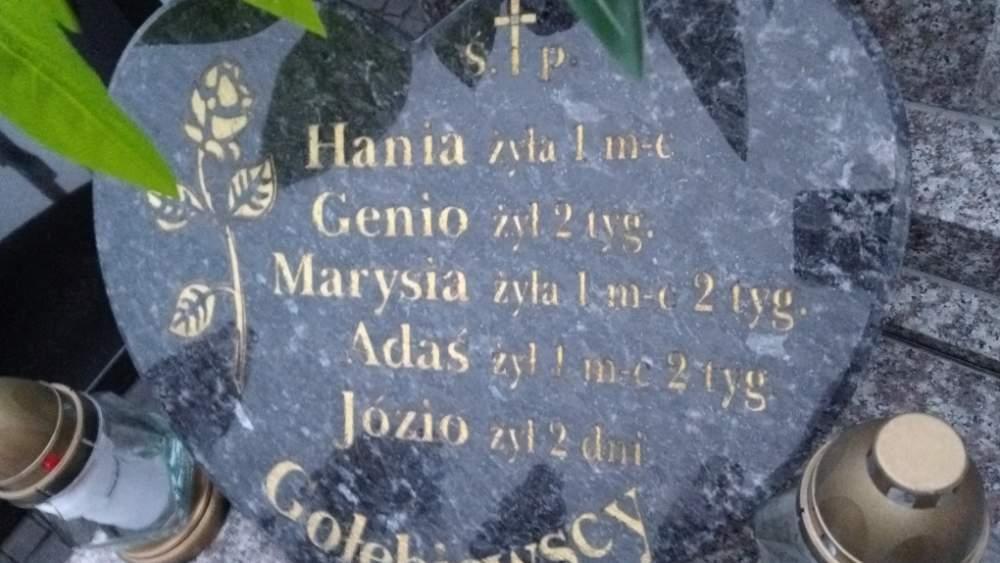 Ś. P.
Hania żyła 1 m-c
Genio żył 2 tyg.
Marysia żyła 1 m-c 2 tyg.
Adaś żył 1 m-c 2 tyg.
Józio żył 2 dni
Gołębiewscy